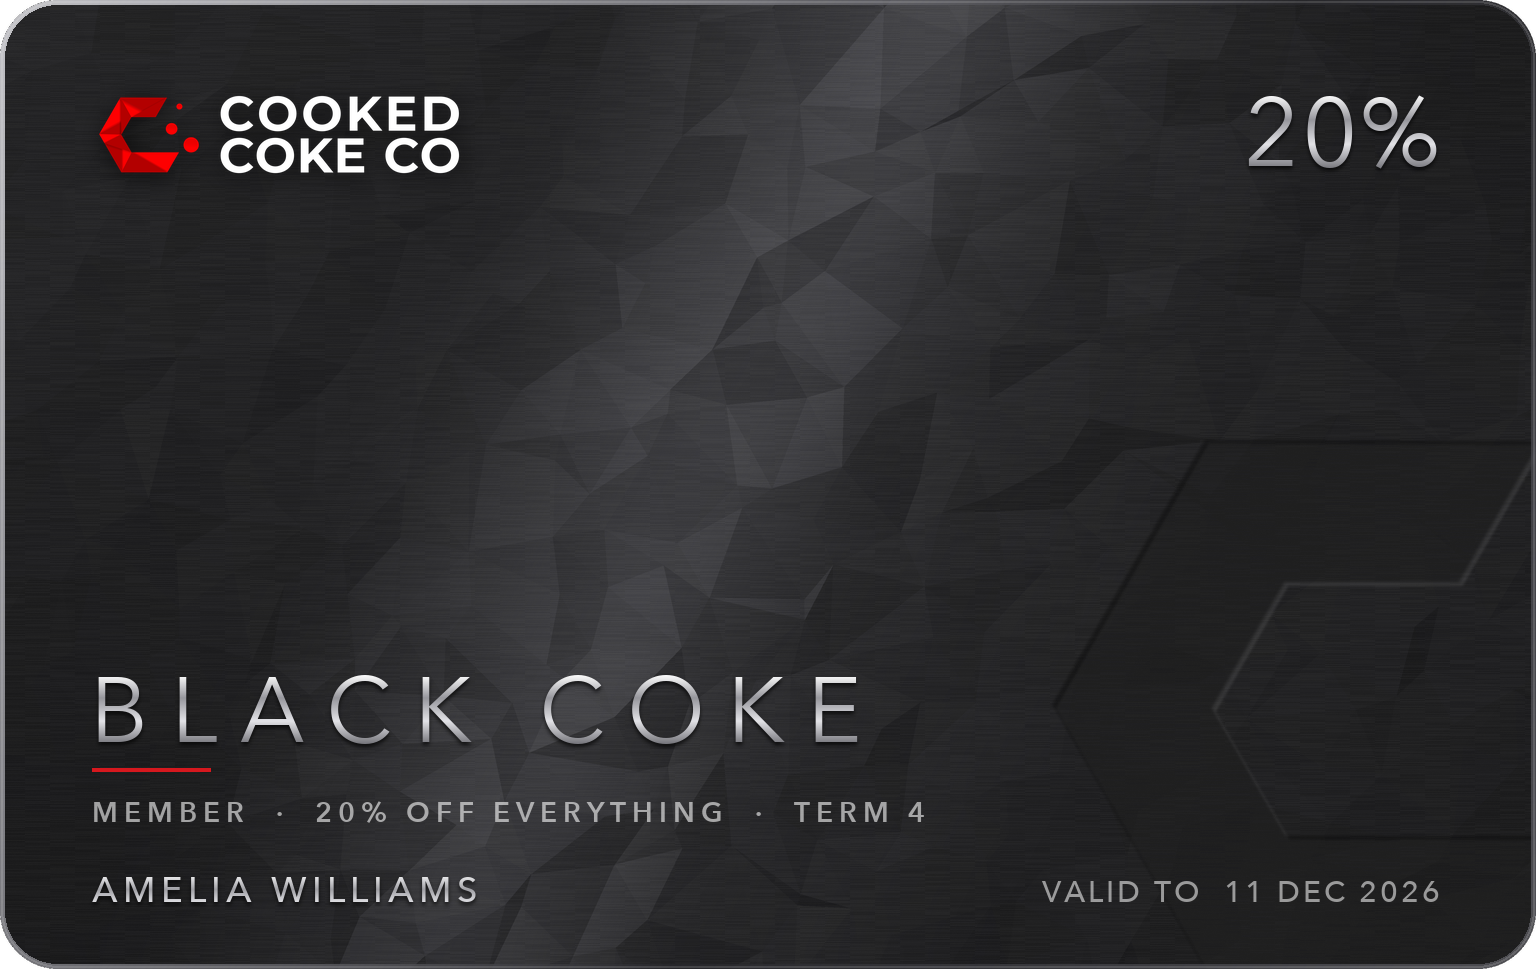 COOKED
COKE CO
20%
BLACK COKE
MEMBER · 20% OFF EVERYTHING · TERM 4
AMELIA WILLIAMS
VALID TO 11 DEC 2026